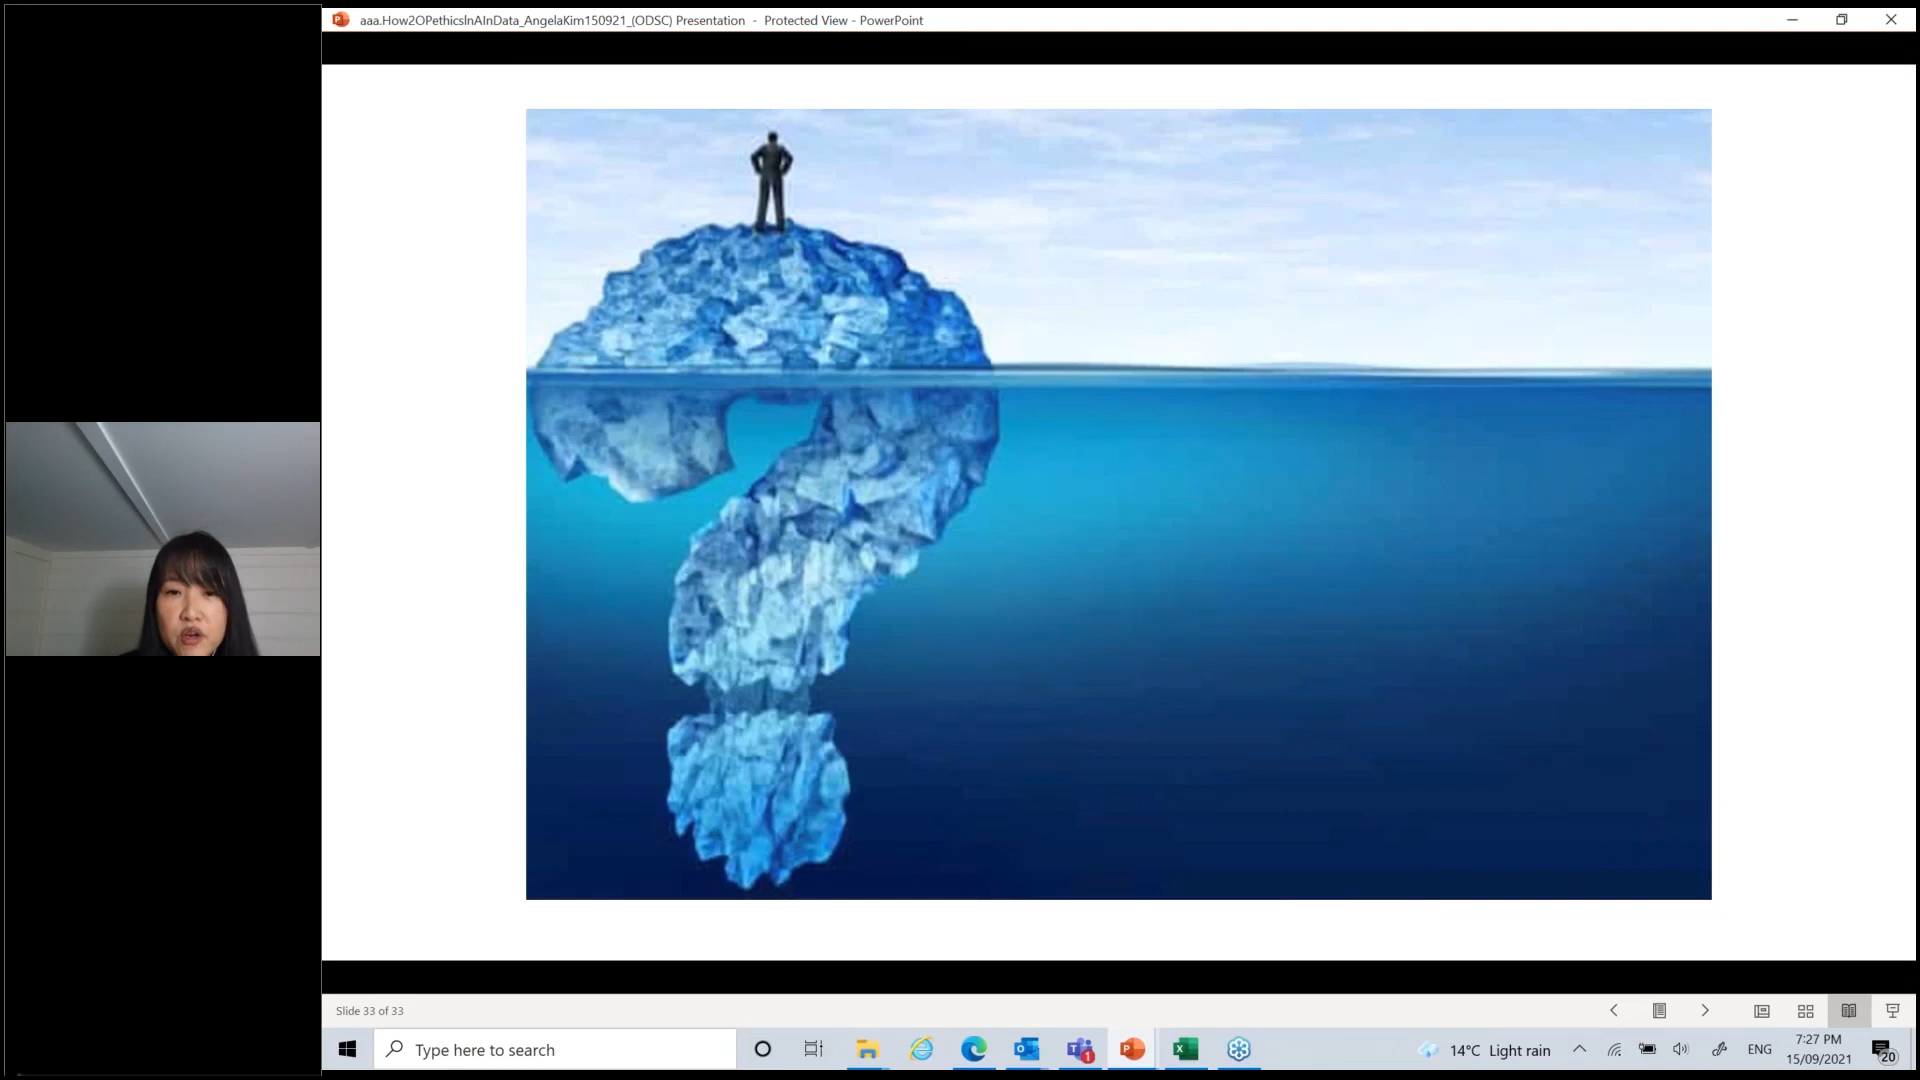 aaa.How2OPethicsInAInData_AngelaKim150921_(ODSC) Presentation - Protected View - PowerPoint
Slide 33 of 33
Type here to search
1
14°C Light rain
ENG
7:27 PM
15/09/2021
20